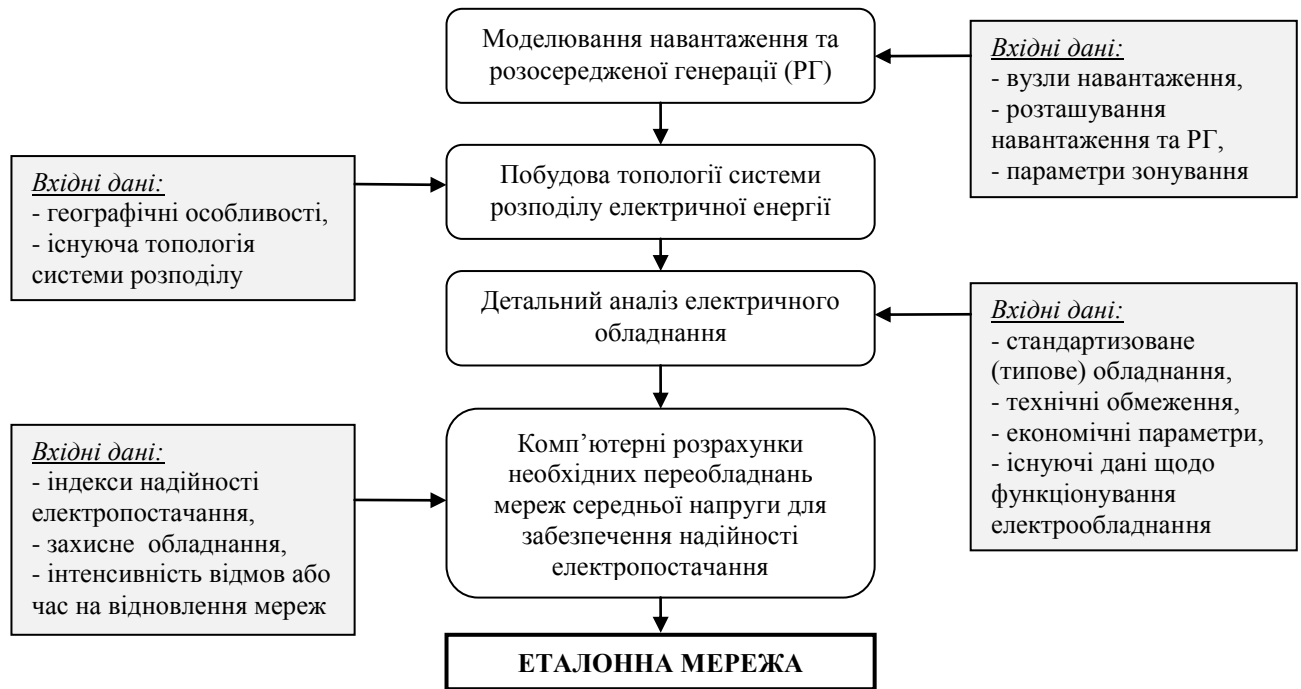 Моделювання навантаження та
розосередженої генерації (РГ)
Вхідні дані:
- вузли навантаження,
- розташування
навантаження та РГ,
- параметри зонування
Вхідні дані:
- географічні особливості,
- існуюча топологія
системи розподілу
Побудова топології системи
розподілу електричної енергії
Детальний аналіз електричного
обладнання
Вхідні дані:
- стандартизоване
(типове) обладнання,
- технічні обмеження,
- економічні параметри,
- існуючі дані щодо
функціонування
електрообладнання
Вхідні дані:
- індекси надійності
електропостачання,
- захисне обладнання,
- інтенсивність відмов або
час на відновлення мереж
Комп’ютерні розрахунки
необхідних переобладнань
мереж середньої напруги для
забезпечення надійності
електропостачання
ЕТАЛОННА МЕРЕЖА